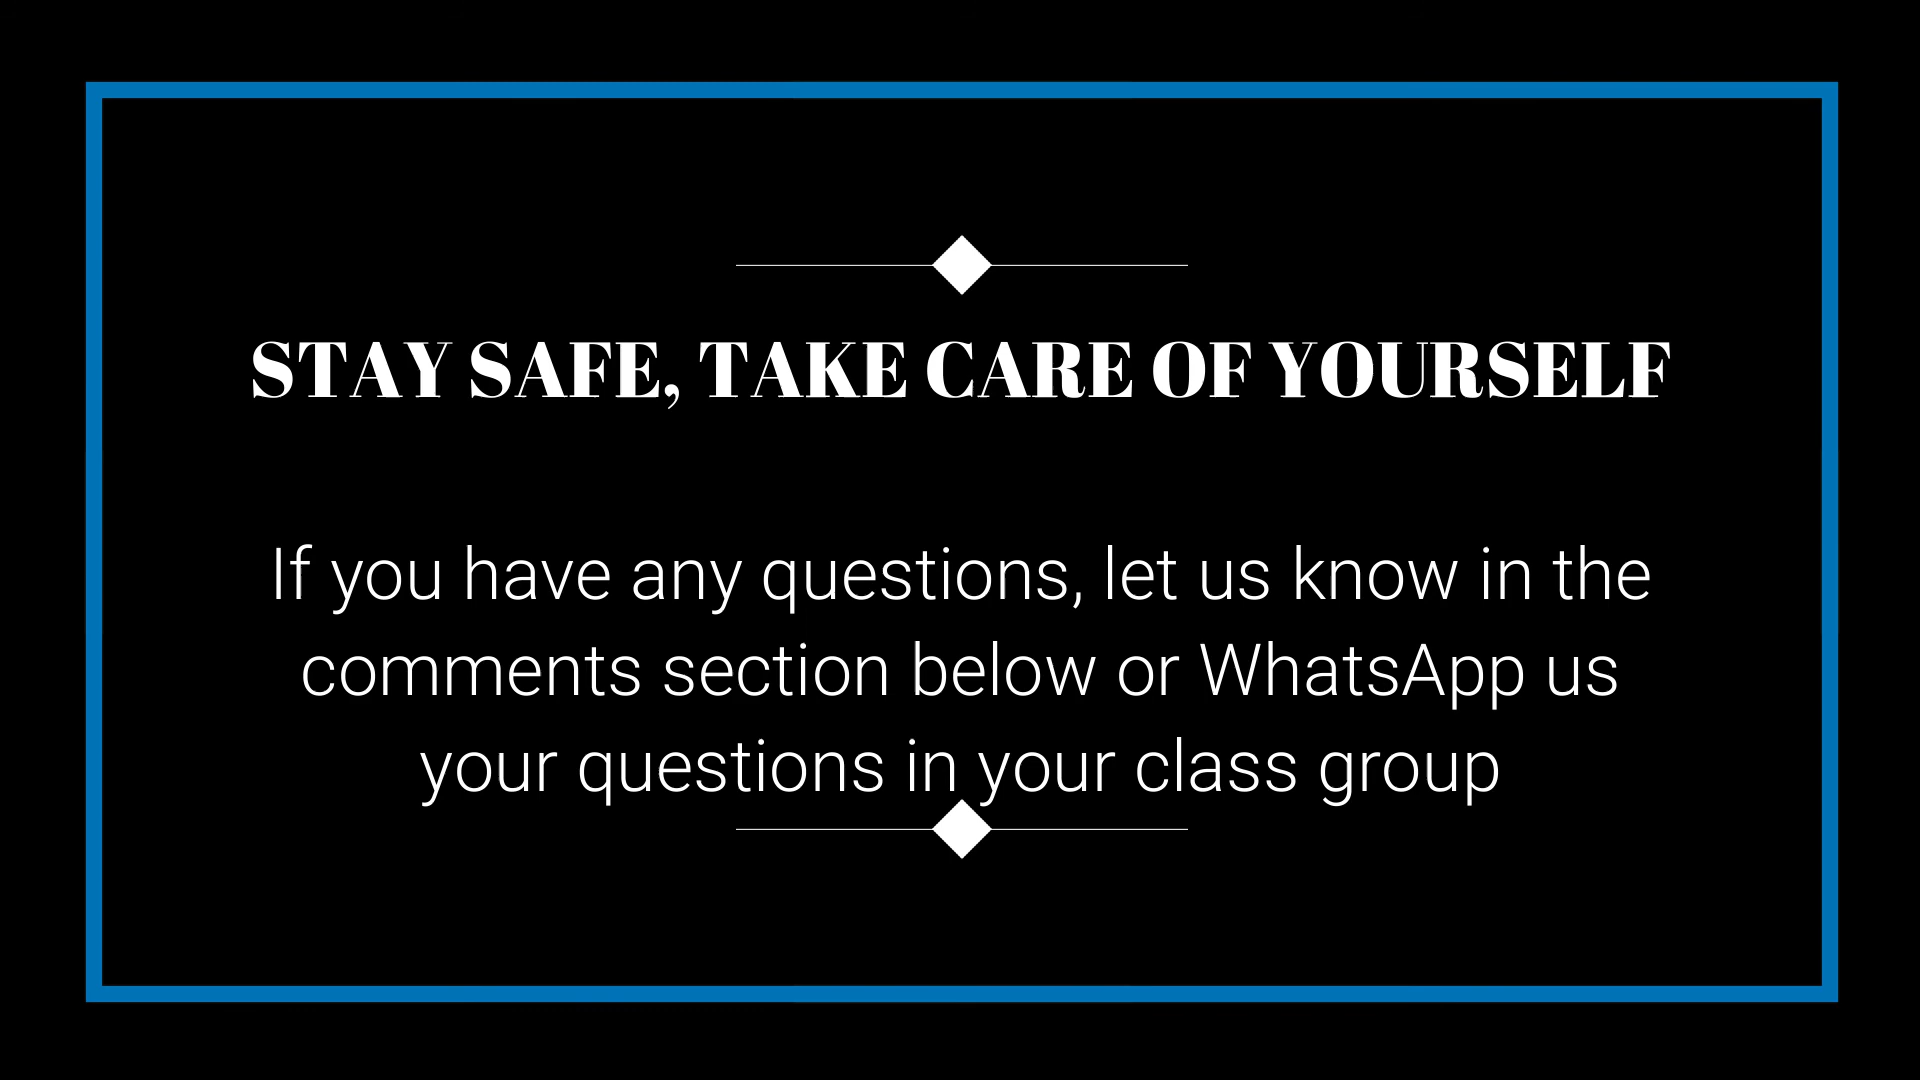 STAY SAFE, TAKE CARE OF YOURSELF
If you have any questions, let us know in the
comments section below or WhatsApp us
your questions in your class group